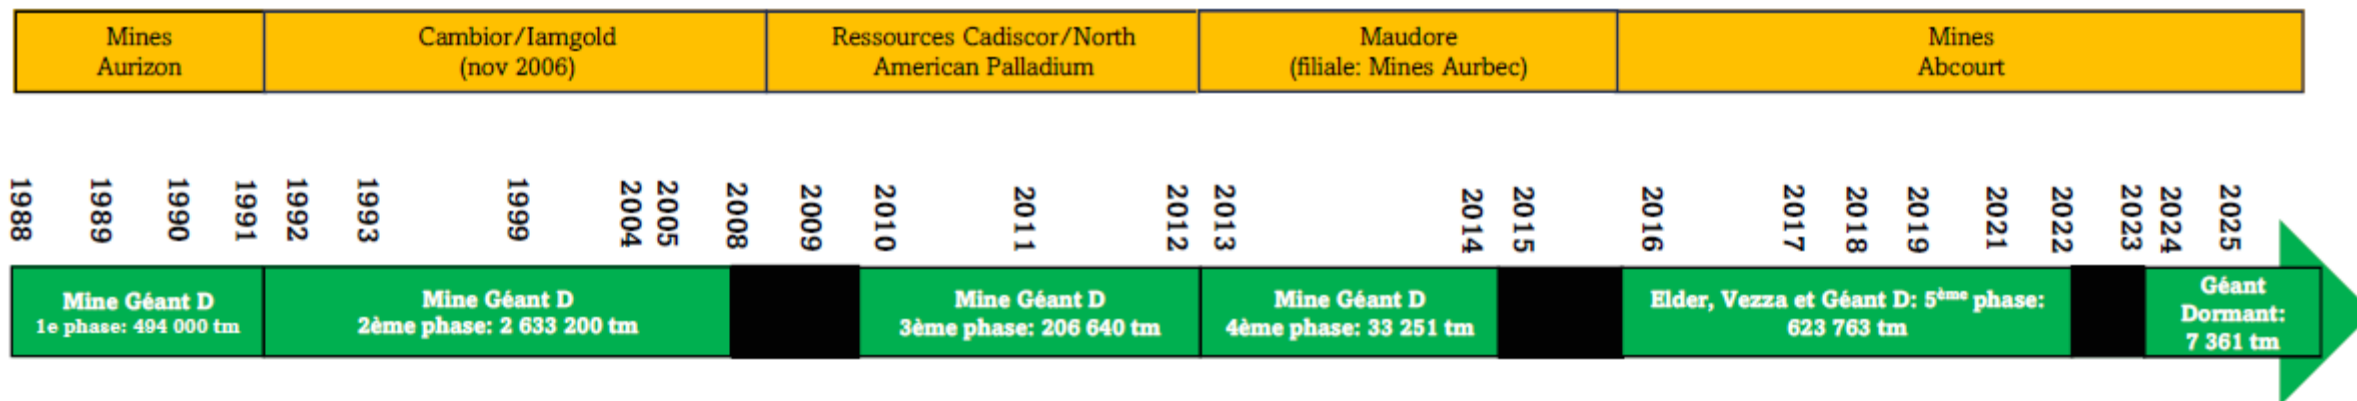 Mines
Aurizon
Cambior/Iamgold
(nov 2006)
Ressources Cadiscor/North
American Palladium
Maudore
(filiale: Mines Aurbec)
Mines
Abcourt
1988
1989
1990
1991
1992
1993
1999
2004
2005
2008
2009
2010
2011
2012
2013
2014
2015
2016
2017
2018
2019
2021
2022
2023
2024
2025
Mine Géant D
1e phase: 494 000 tm
Mine Géant D
2ème phase: 2 633 200 tm
Mine Géant D
3ème phase: 206 640 tm
Mine Géant D
4ème phase: 33 251 tm
Elder, Vezza et Géant D: 5ème phase:
623 763 tm
Géant
Dormant:
7 361 tm